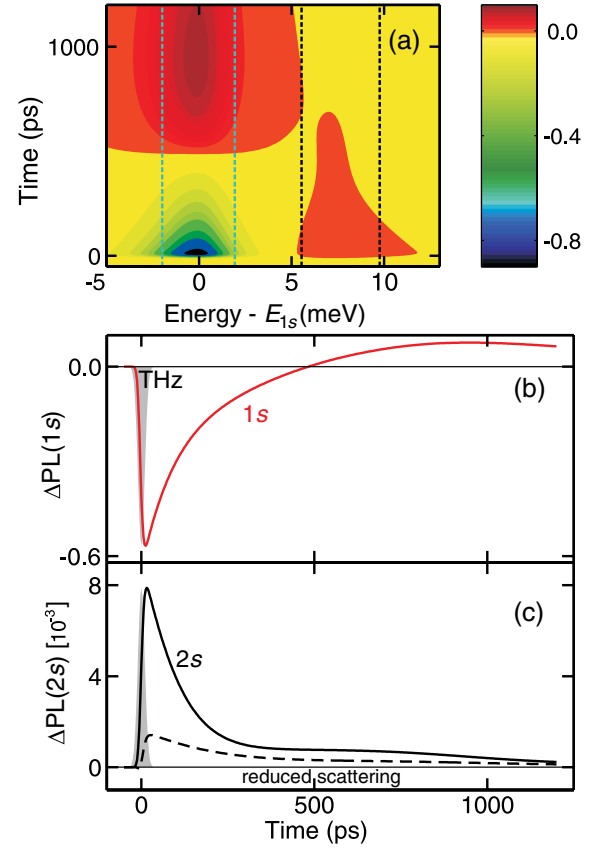 (a)
Time (ps)
1000
0
-5
0
5
10
Energy - E1s(meV)
0.0
-0.4
-0.8
(b)
ΔPL(1s)
0.0
-0.6
THz
1s
(c)
ΔPL(2s) [10-3]
8
4
0
2s
reduced scattering
0
500
1000
Time (ps)